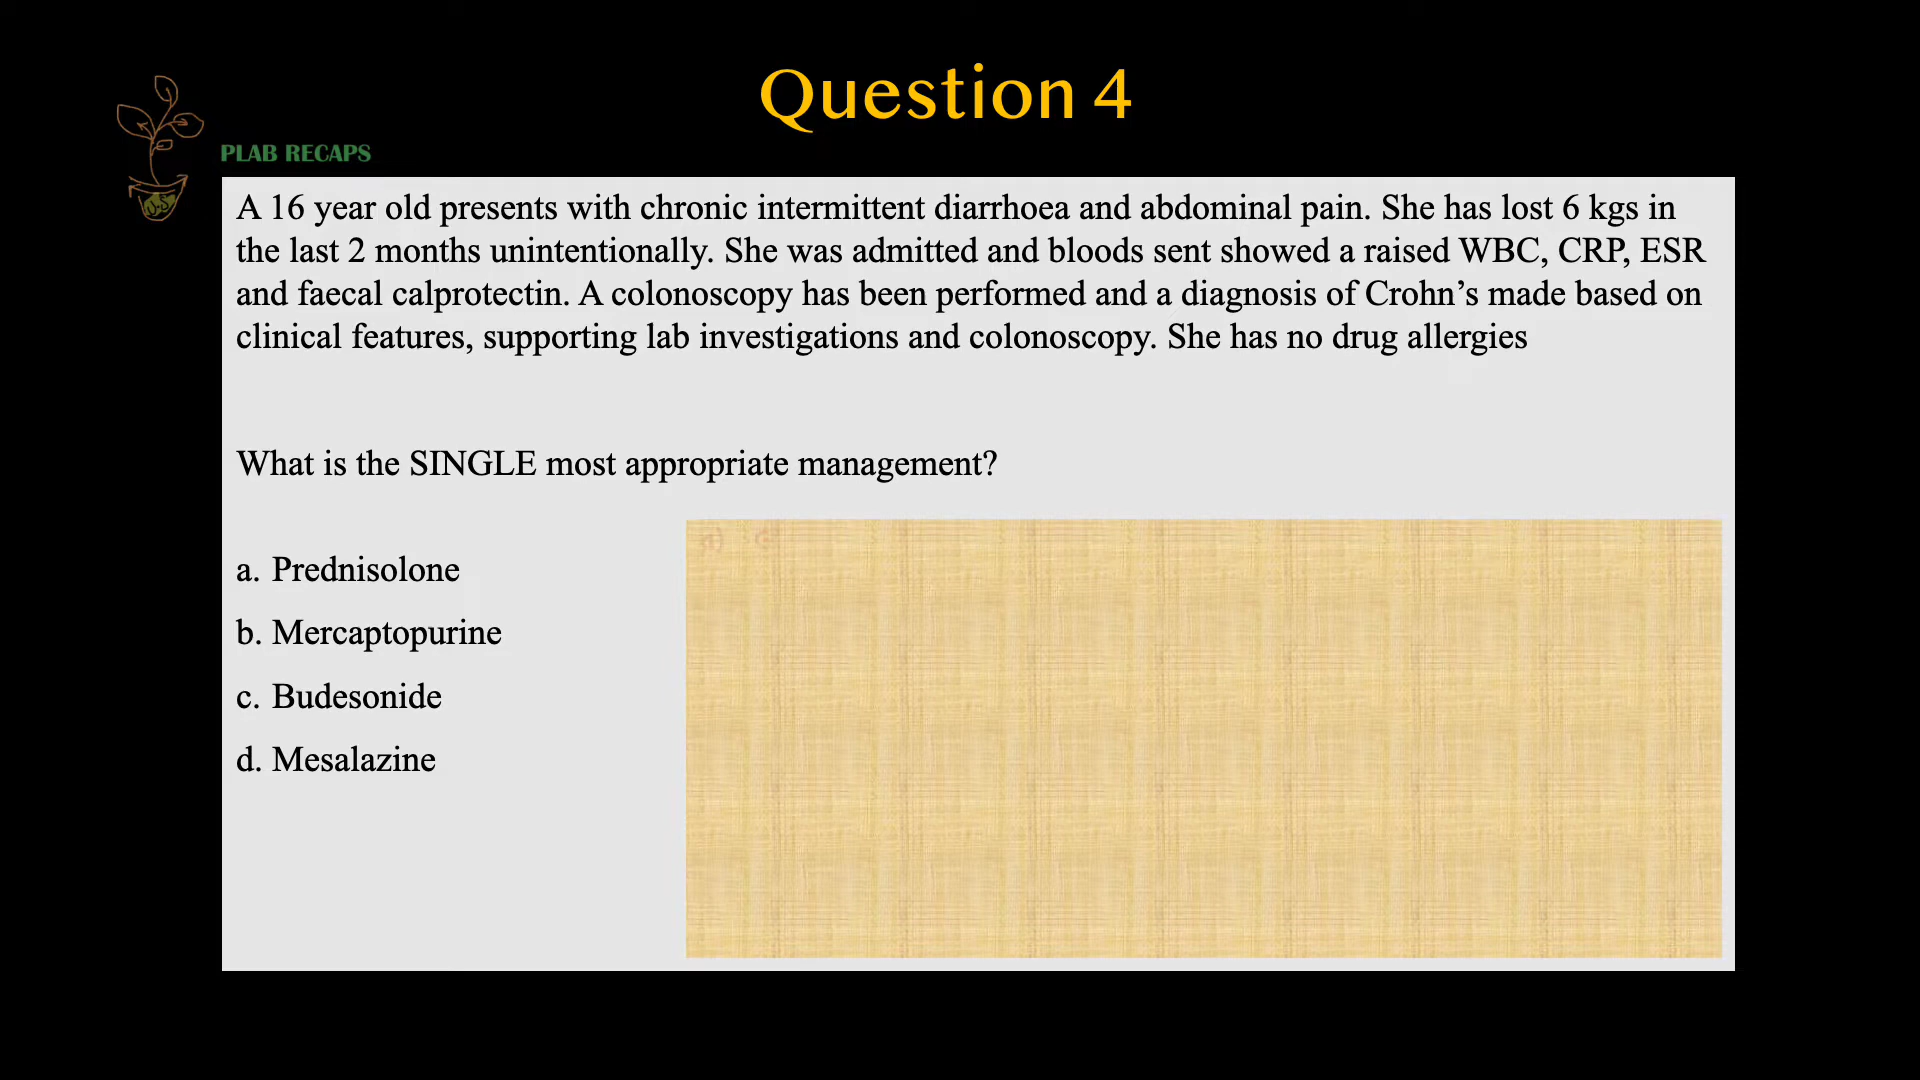 Question 4
PLAB RECAPS
A 16 year old presents with chronic intermittent diarrhoea and abdominal pain. She has lost 6 kgs in
the last 2 months unintentionally. She was admitted and bloods sent showed a raised WBC, CRP, ESR
and faecal calprotectin. A colonoscopy has been performed and a diagnosis of Crohn’s made based on
clinical features, supporting lab investigations and colonoscopy. She has no drug allergies
What is the SINGLE most appropriate management?
a. Prednisolone
b. Mercaptopurine
c. Budesonide
d. Mesalazine